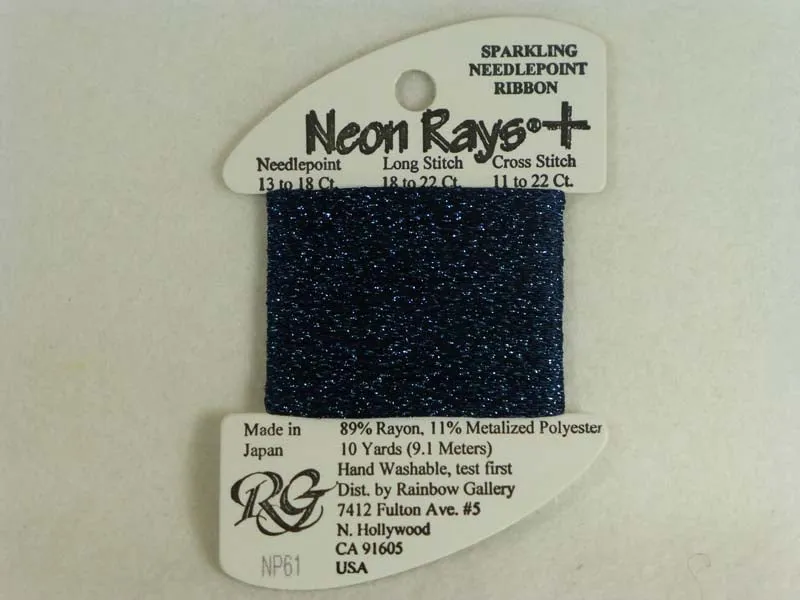 SPARKLING
NEEDLEPOINT
RIBBON
Neon Rays®+
Needlepoint Long Stitch Cross Stitch
13 to 18 Ct. 18 to 22 Ct. 11 to 22 Ct.
Made in
Japan
89% Rayon, 11% Metalized Polyester
10 Yards (9.1 Meters)
Hand Washable, test first
Dist. by Rainbow Gallery
7412 Fulton Ave. #5
N. Hollywood
CA 91605
USA
RG
NP61